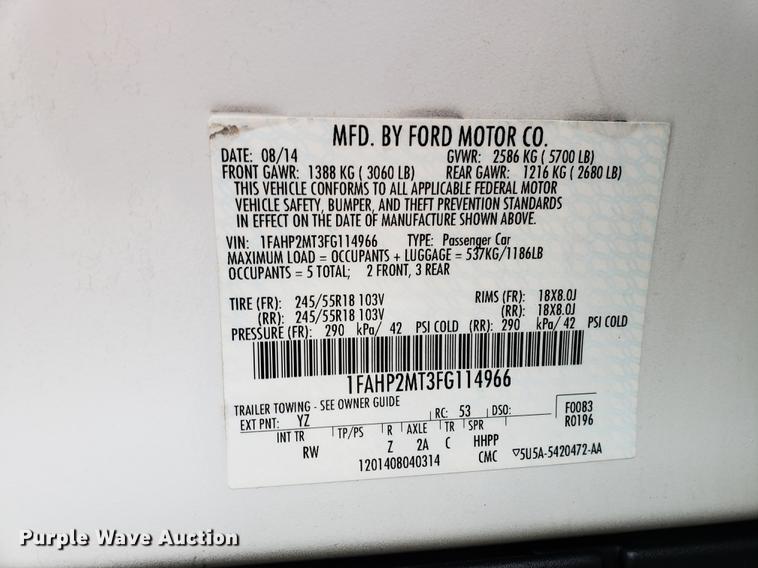 MFD. BY FORD MOTOR CO.
DATE: 08/14 GVWR: 2586 KG ( 5700 LB)
FRONT GAWR: 1388 KG ( 3060 LB) REAR GAWR: 1216 KG ( 2680 LB)
THIS VEHICLE CONFORMS TO ALL APPLICABLE FEDERAL MOTOR
VEHICLE SAFETY, BUMPER, AND THEFT PREVENTION STANDARDS
IN EFFECT ON THE DATE OF MANUFACTURE SHOWN ABOVE.
VIN: 1FAHP2MT3FG114966 TYPE: Passenger Car
MAXIMUM LOAD = OCCUPANTS + LUGGAGE = 537KG/1186LB
OCCUPANTS = 5 TOTAL; 2 FRONT, 3 REAR
TIRE (FR): 245/55R18 103V RIMS (FR): 18X8.0J
(RR): 245/55R18 103V (RR): 18X8.0J
PRESSURE (FR): 290 kPa/ 42 PSI COLD (RR): 290 kPa/ 42 PSI COLD
1FAHP2MT3FG114966
TRAILER TOWING - SEE OWNER GUIDE
EXT PNT: YZ RC: 53 DSO: F0083
INT TR TP/PS R AXLE TR SPR R0196
RW Z 2A C HHPP
1201408040314 CMC ▽5U5A-5420472-AA
Purple Wave Auction